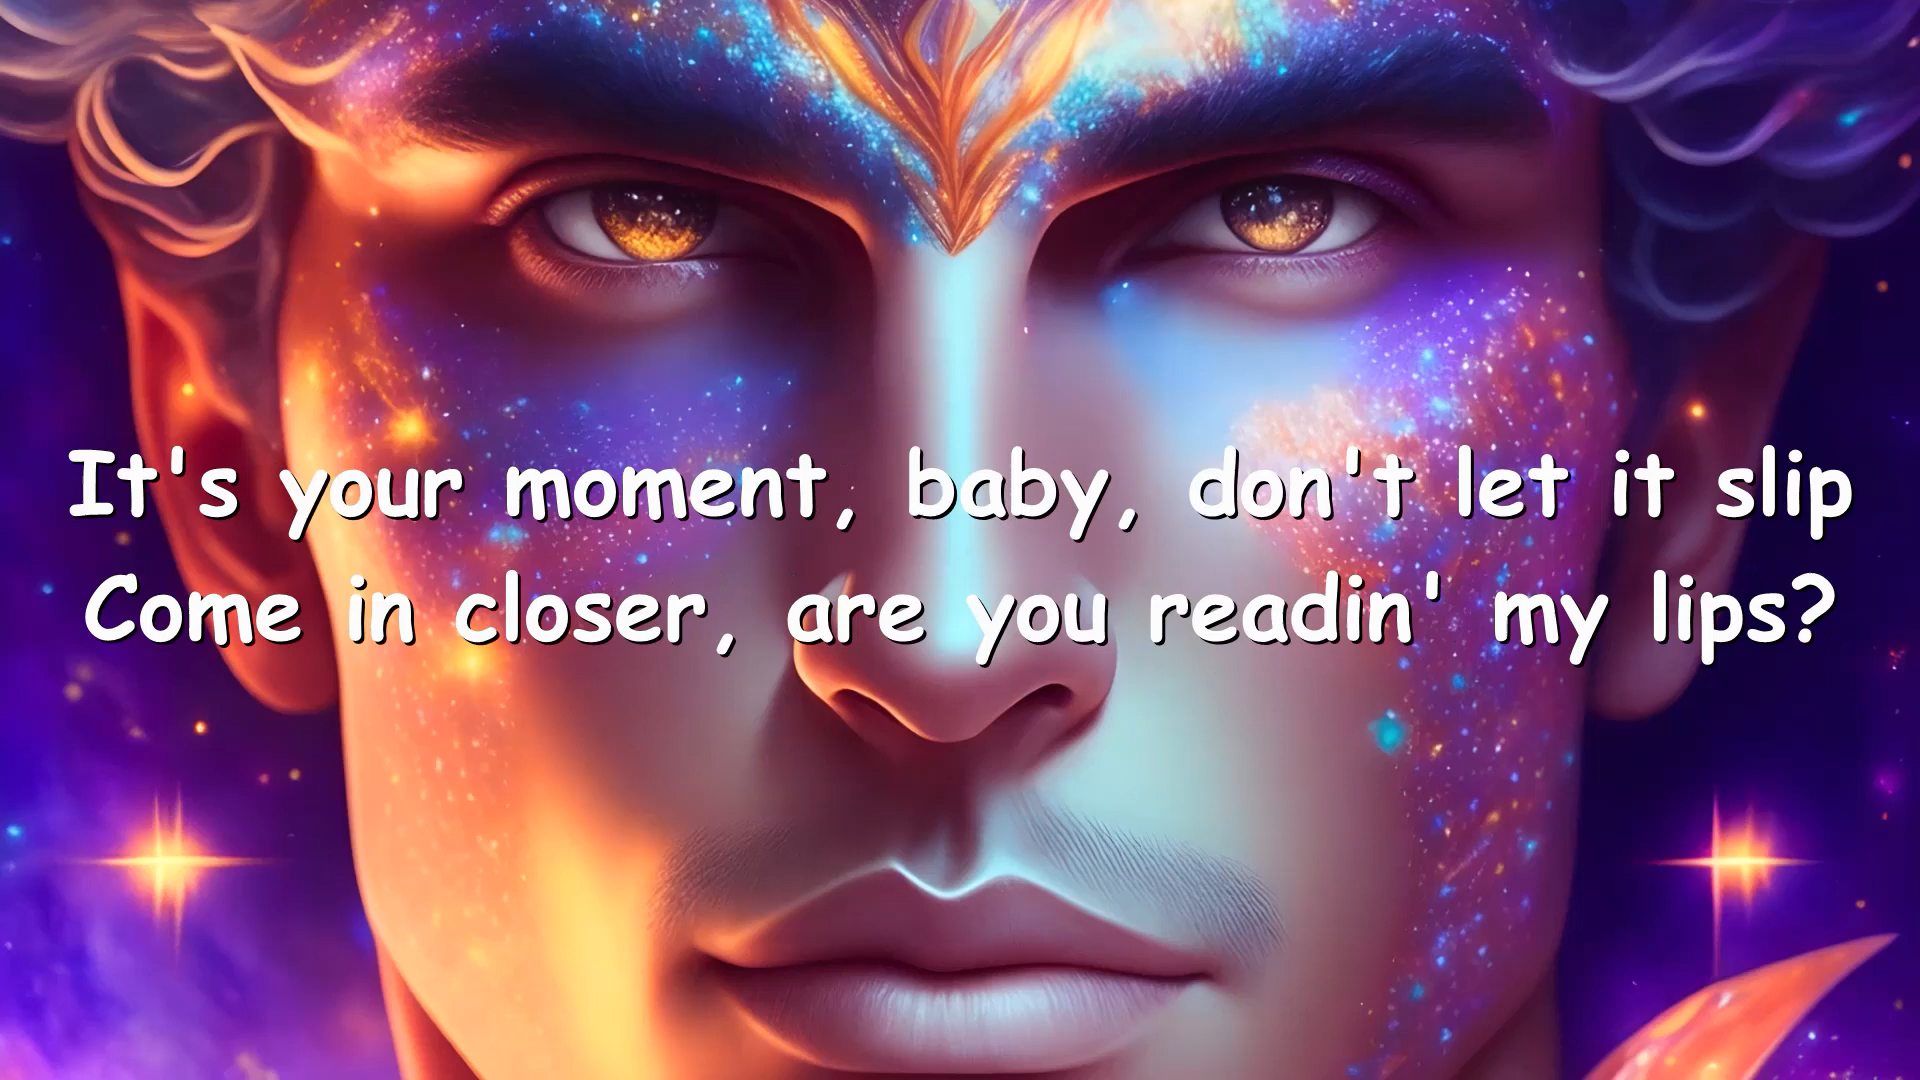 It's your moment, baby, don't let it slip
Come in closer, are you readin' my lips?